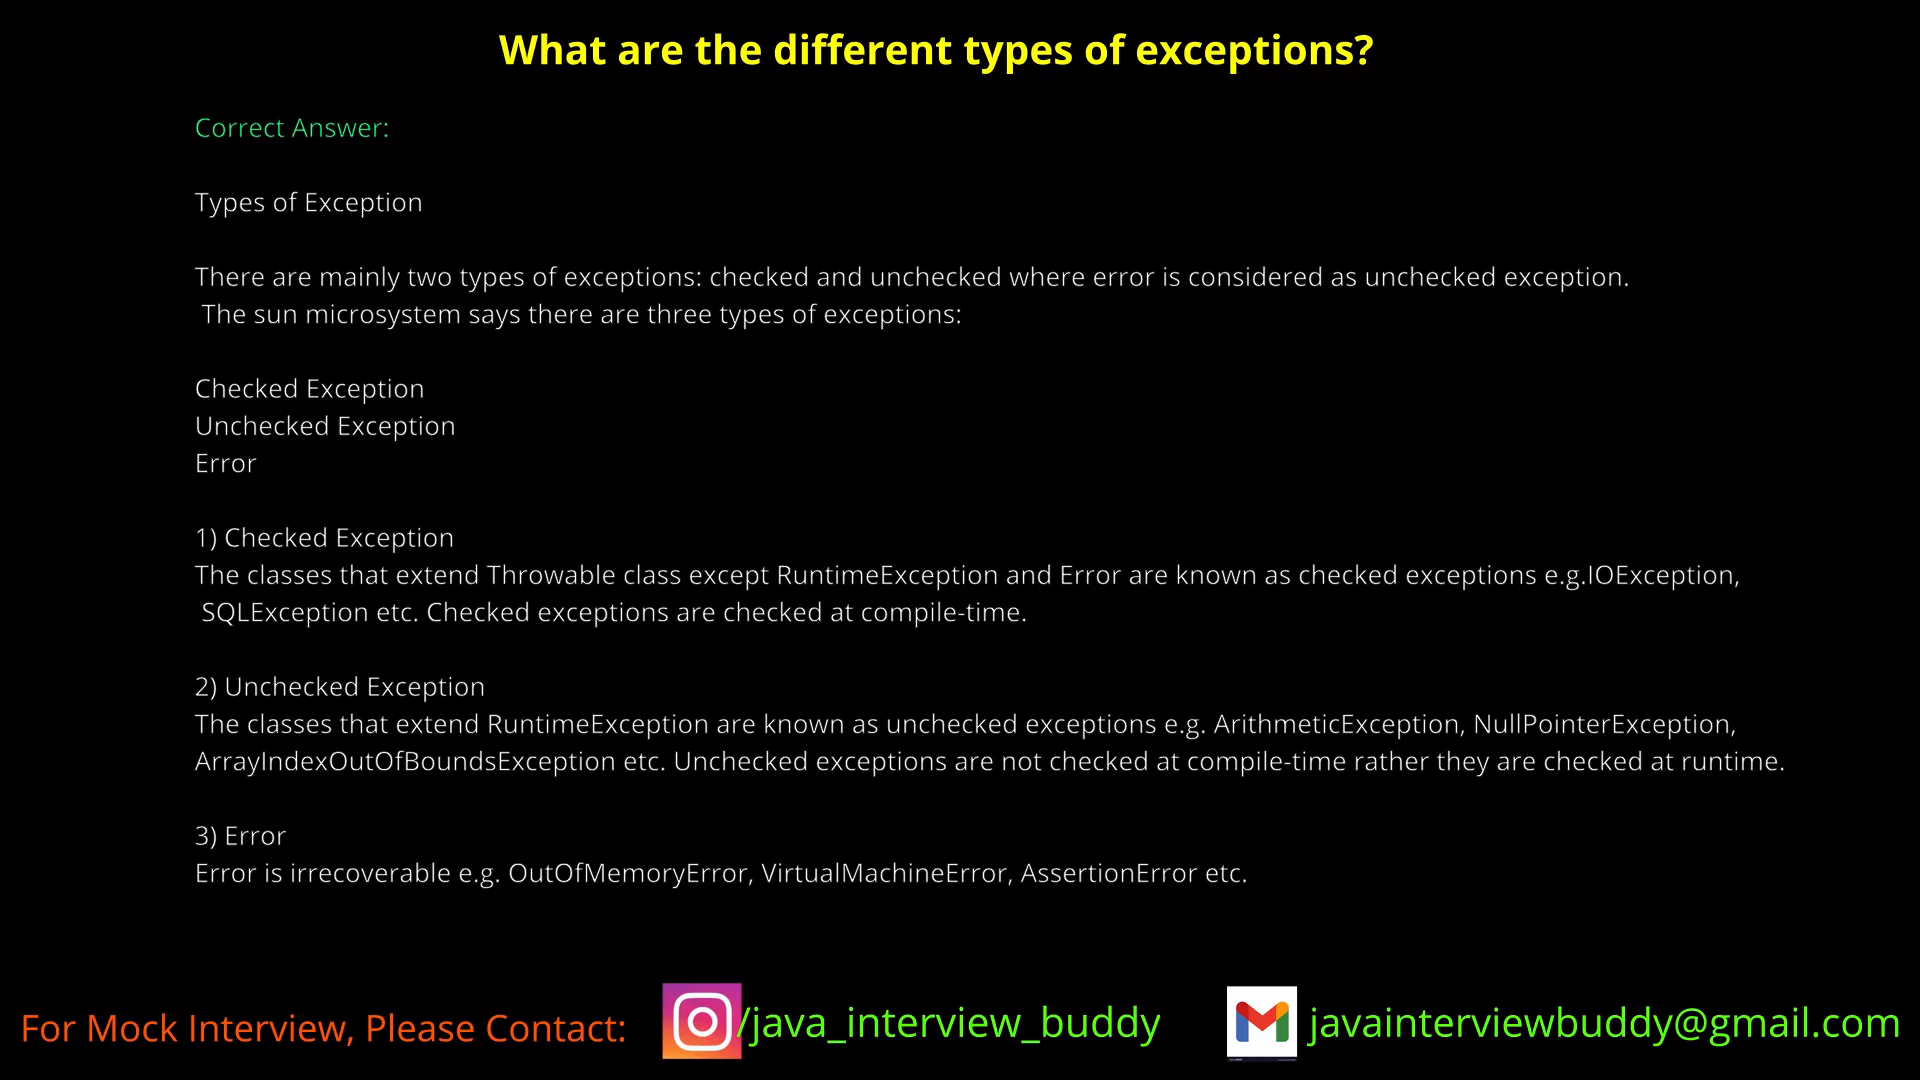 What are the different types of exceptions?
Correct Answer:
Types of Exception
There are mainly two types of exceptions: checked and unchecked where error is considered as unchecked exception.
The sun microsystem says there are three types of exceptions:
Checked Exception
Unchecked Exception
Error
1) Checked Exception
The classes that extend Throwable class except RuntimeException and Error are known as checked exceptions e.g.IOException,
SQLException etc. Checked exceptions are checked at compile-time.
2) Unchecked Exception
The classes that extend RuntimeException are known as unchecked exceptions e.g. ArithmeticException, NullPointerException,
ArrayIndexOutOfBoundsException etc. Unchecked exceptions are not checked at compile-time rather they are checked at runtime.
3) Error
Error is irrecoverable e.g. OutOfMemoryError, VirtualMachineError, AssertionError etc.
For Mock Interview, Please Contact: /java_interview_buddy javainterviewbuddy@gmail.com